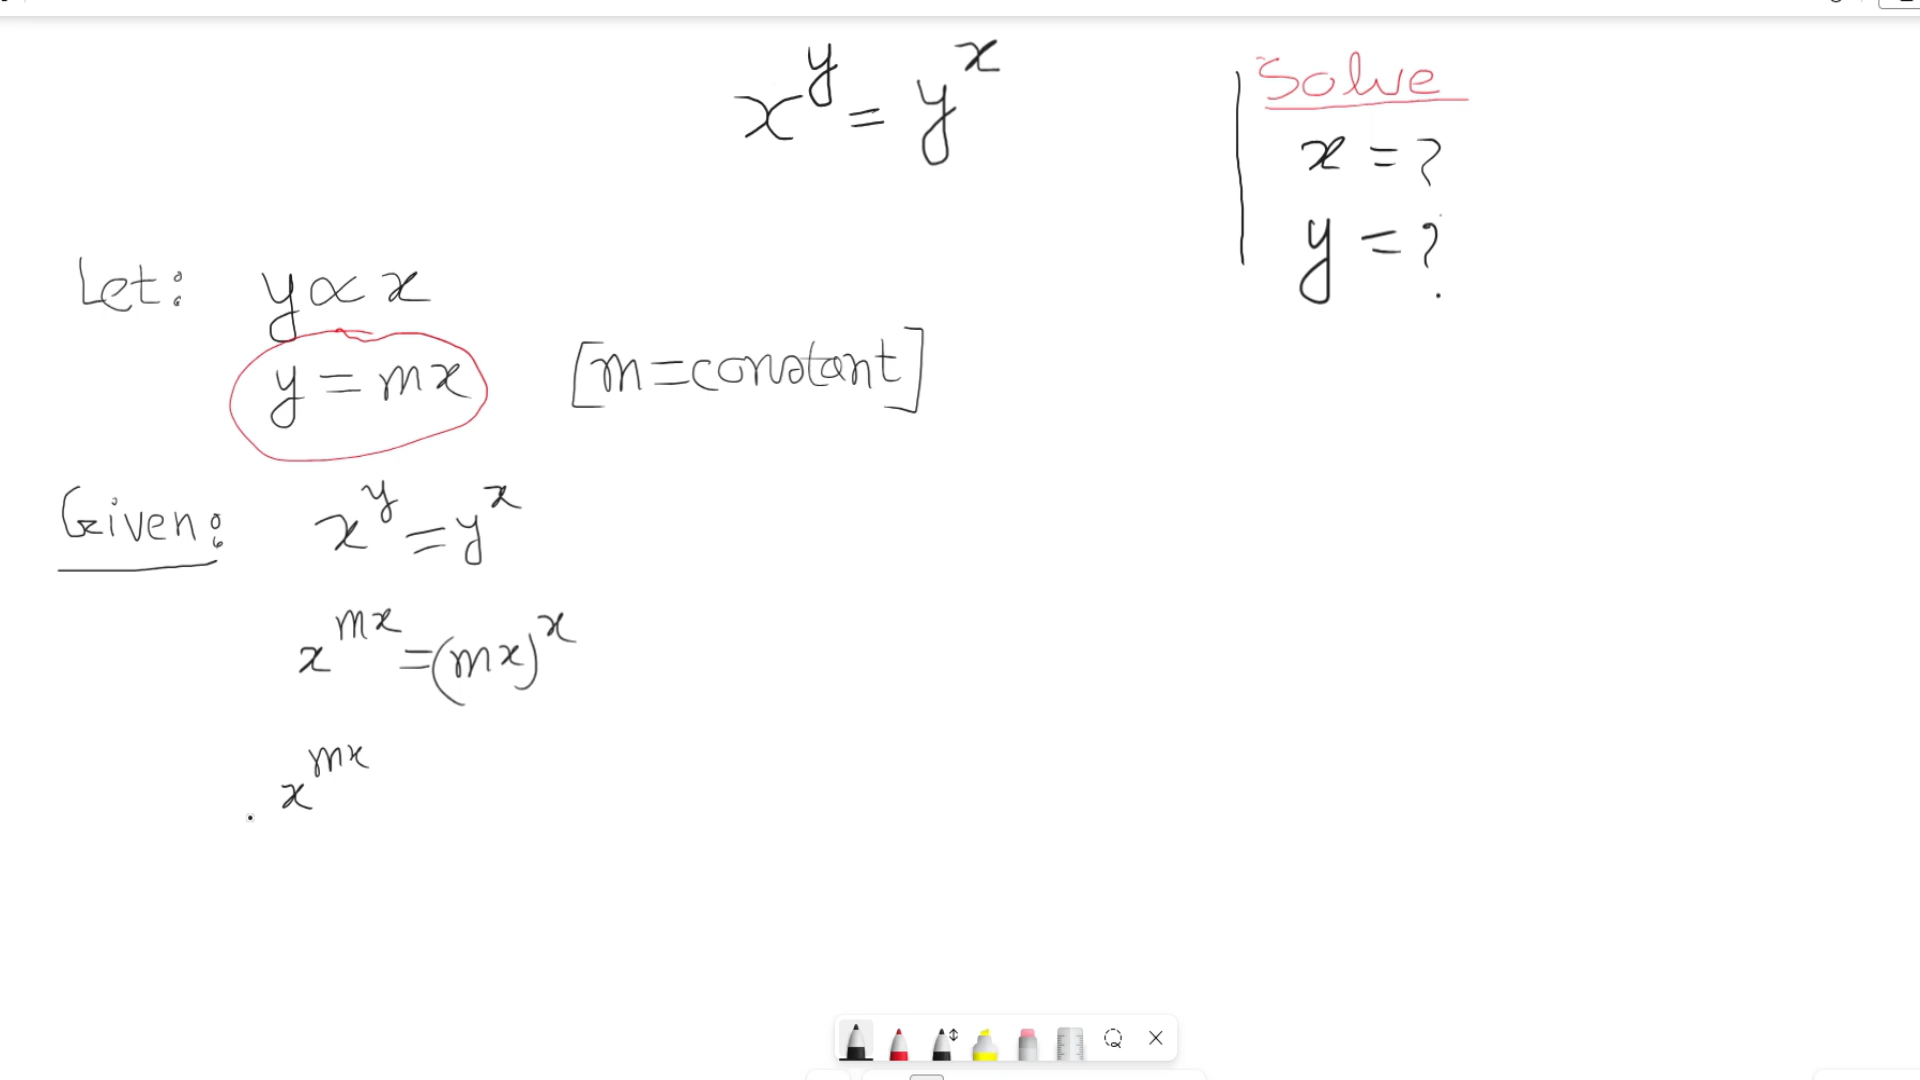 x^y = y^x
Solve
x = ?
y = ?
Let: y ∝ x
y = mx [m=constant]
Given: x^y = y^x
x^mx = (mx)^x
x^mx